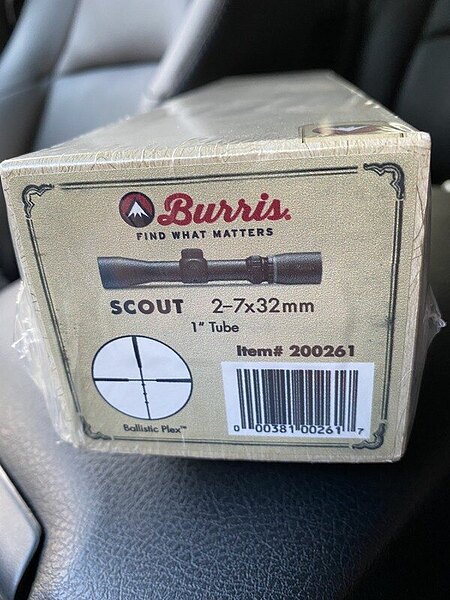 Burris.
FIND WHAT MATTERS
SCOUT 2-7x32mm
1" Tube
Item# 200261
Ballistic Plex™
0 00381 00261 7